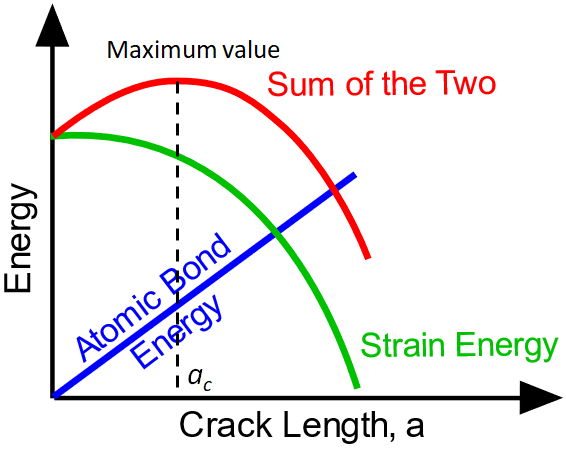 Maximum value
Sum of the Two
Energy
Atomic Bond
Energy
Strain Energy
a_c
Crack Length, a